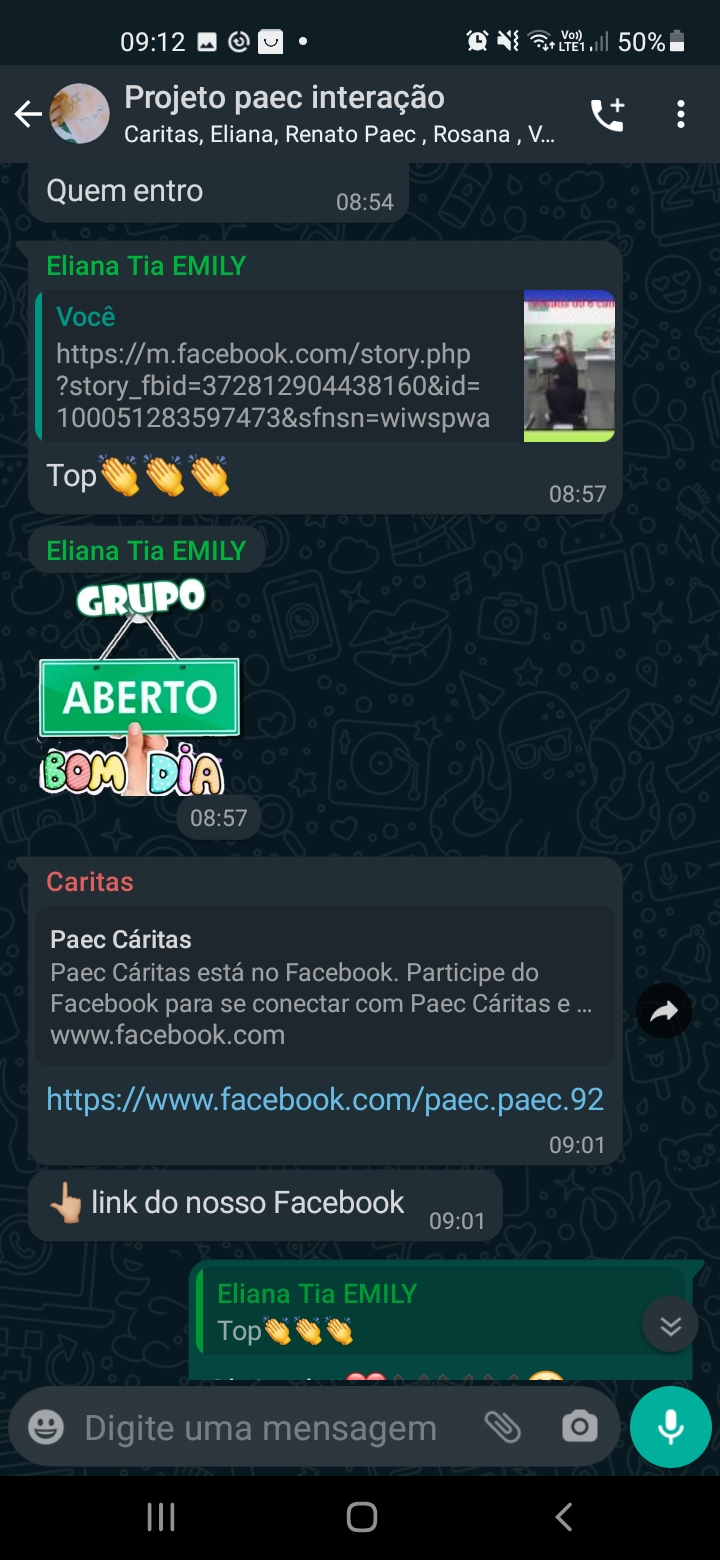 09:12
Vo))
LTE1
50%
Projeto paec interação
Caritas, Eliana, Renato Paec , Rosana , V...
Quem entro
08:54
Eliana Tia EMILY
Você
https://m.facebook.com/story.php
?story_fbid=372812904438160&id=
100051283597473&sfnsn=wiwspwa
Top👏👏👏
08:57
Eliana Tia EMILY
GRUPO
ABERTO
BOM DIA
08:57
Caritas
Paec Cáritas
Paec Cáritas está no Facebook. Participe do
Facebook para se conectar com Paec Cáritas e ...
www.facebook.com
https://www.facebook.com/paec.paec.92
09:01
👆🏼 link do nosso Facebook
09:01
Eliana Tia EMILY
Top👏👏👏
Digite uma mensagem